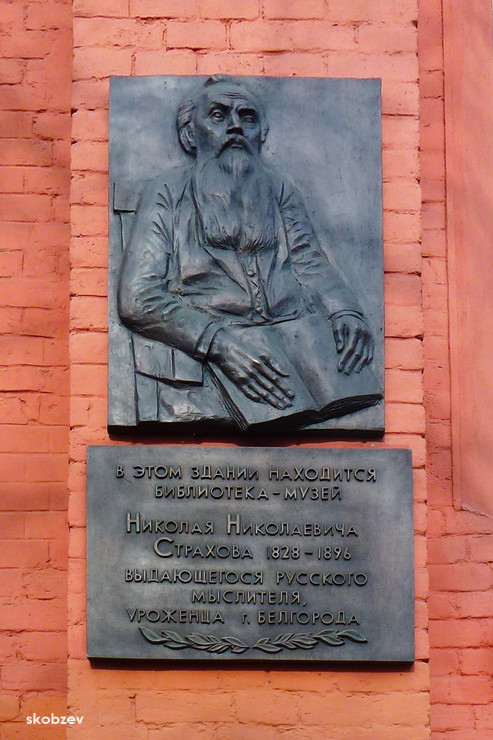 В ЭТОМ ЗДАНИИ НАХОДИТСЯ
БИБЛИОТЕКА-МУЗЕЙ
НИКОЛАЯ НИКОЛАЕВИЧА
СТРАХОВА 1828-1896
ВЫДАЮЩЕГОСЯ РУССКОГО
МЫСЛИТЕЛЯ,
УРОЖЕНЦА г. БЕЛГОРОДА
skobzev